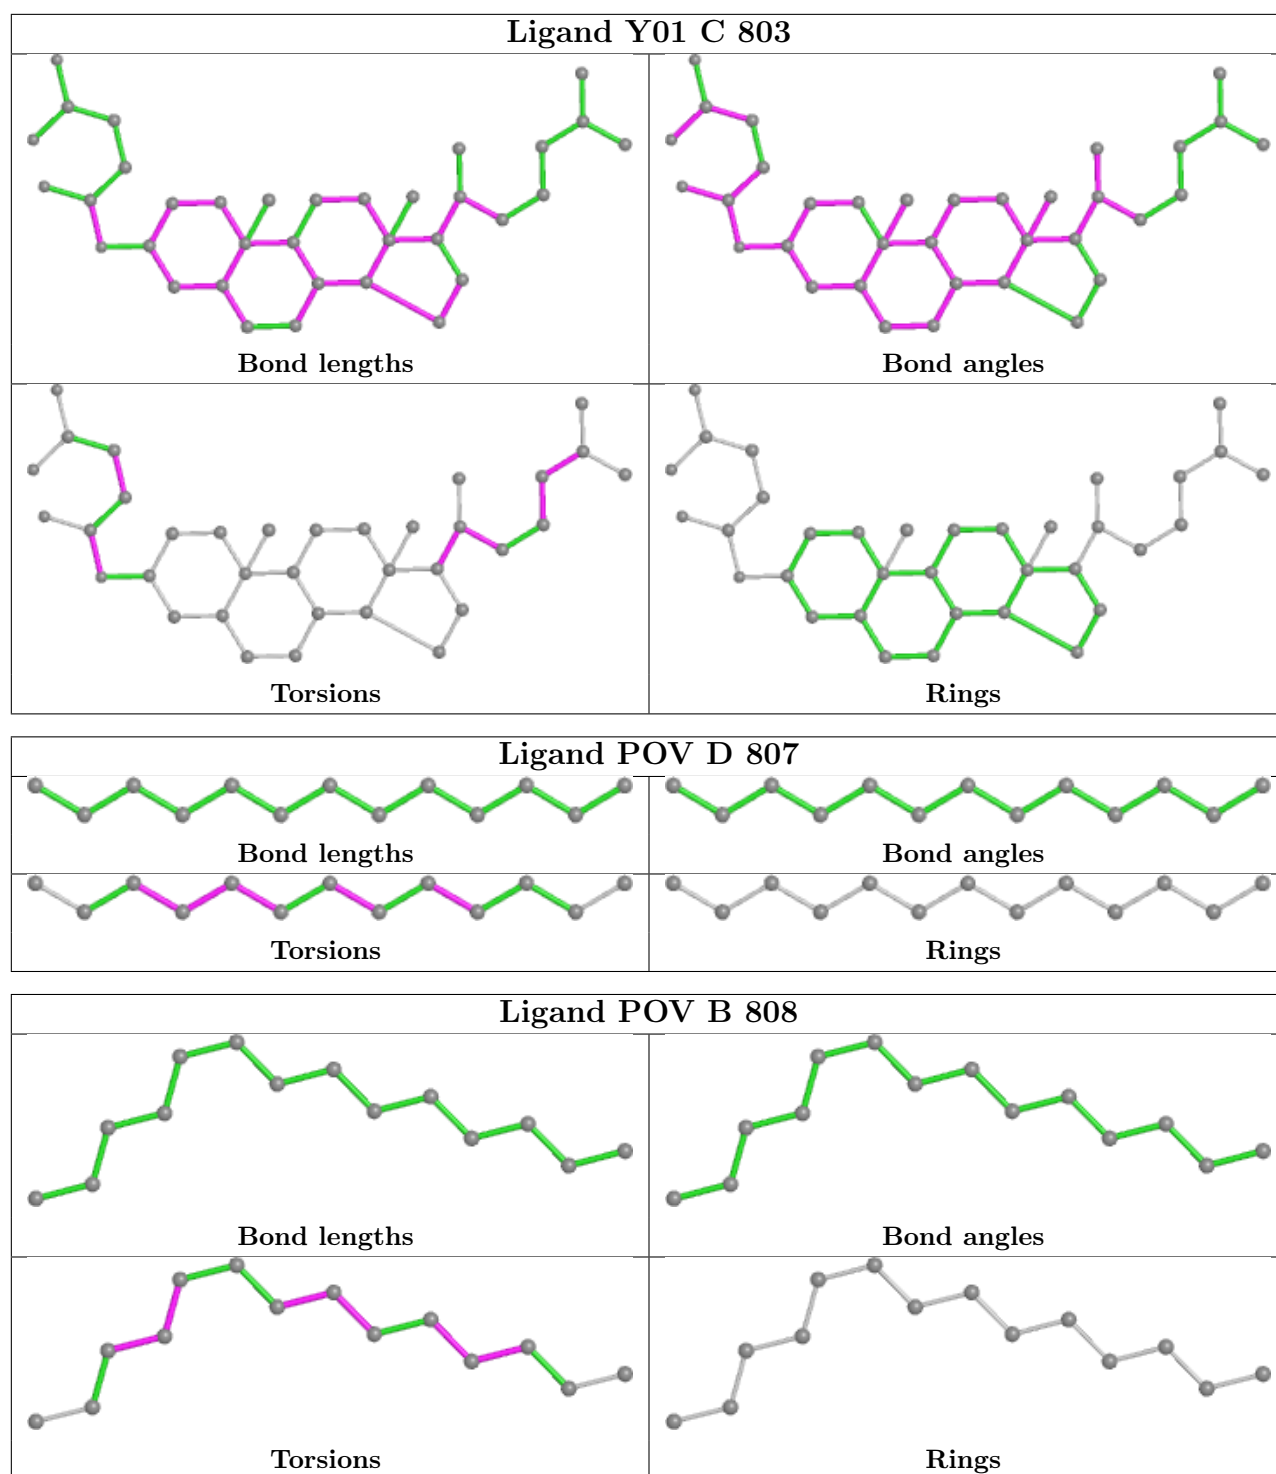 Ligand Y01 C 803
Bond lengths
Bond angles
Torsions
Rings
Ligand POV D 807
Bond lengths
Bond angles
Torsions
Rings
Ligand POV B 808
Bond lengths
Bond angles
Torsions
Rings